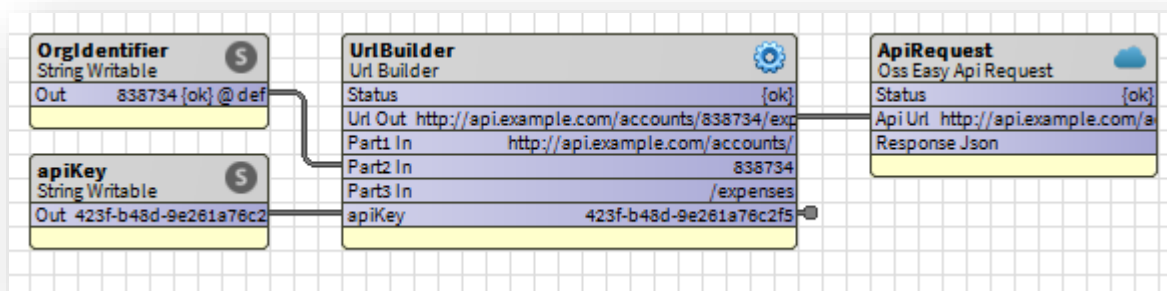 OrgIdentifier
String Writable
S
Out 838734 {ok} @ def
apiKey
String Writable
S
Out 423f-b48d-9e261a76c2
UrlBuilder
Url Builder
Status {ok}
Url Out http://api.example.com/accounts/838734/exp
Part1 In http://api.example.com/accounts/
Part2 In 838734
Part3 In /expenses
apiKey 423f-b48d-9e261a76c2f5
ApiRequest
Oss Easy Api Request
Status {ok}
Api Url http://api.example.com/a
Response Json